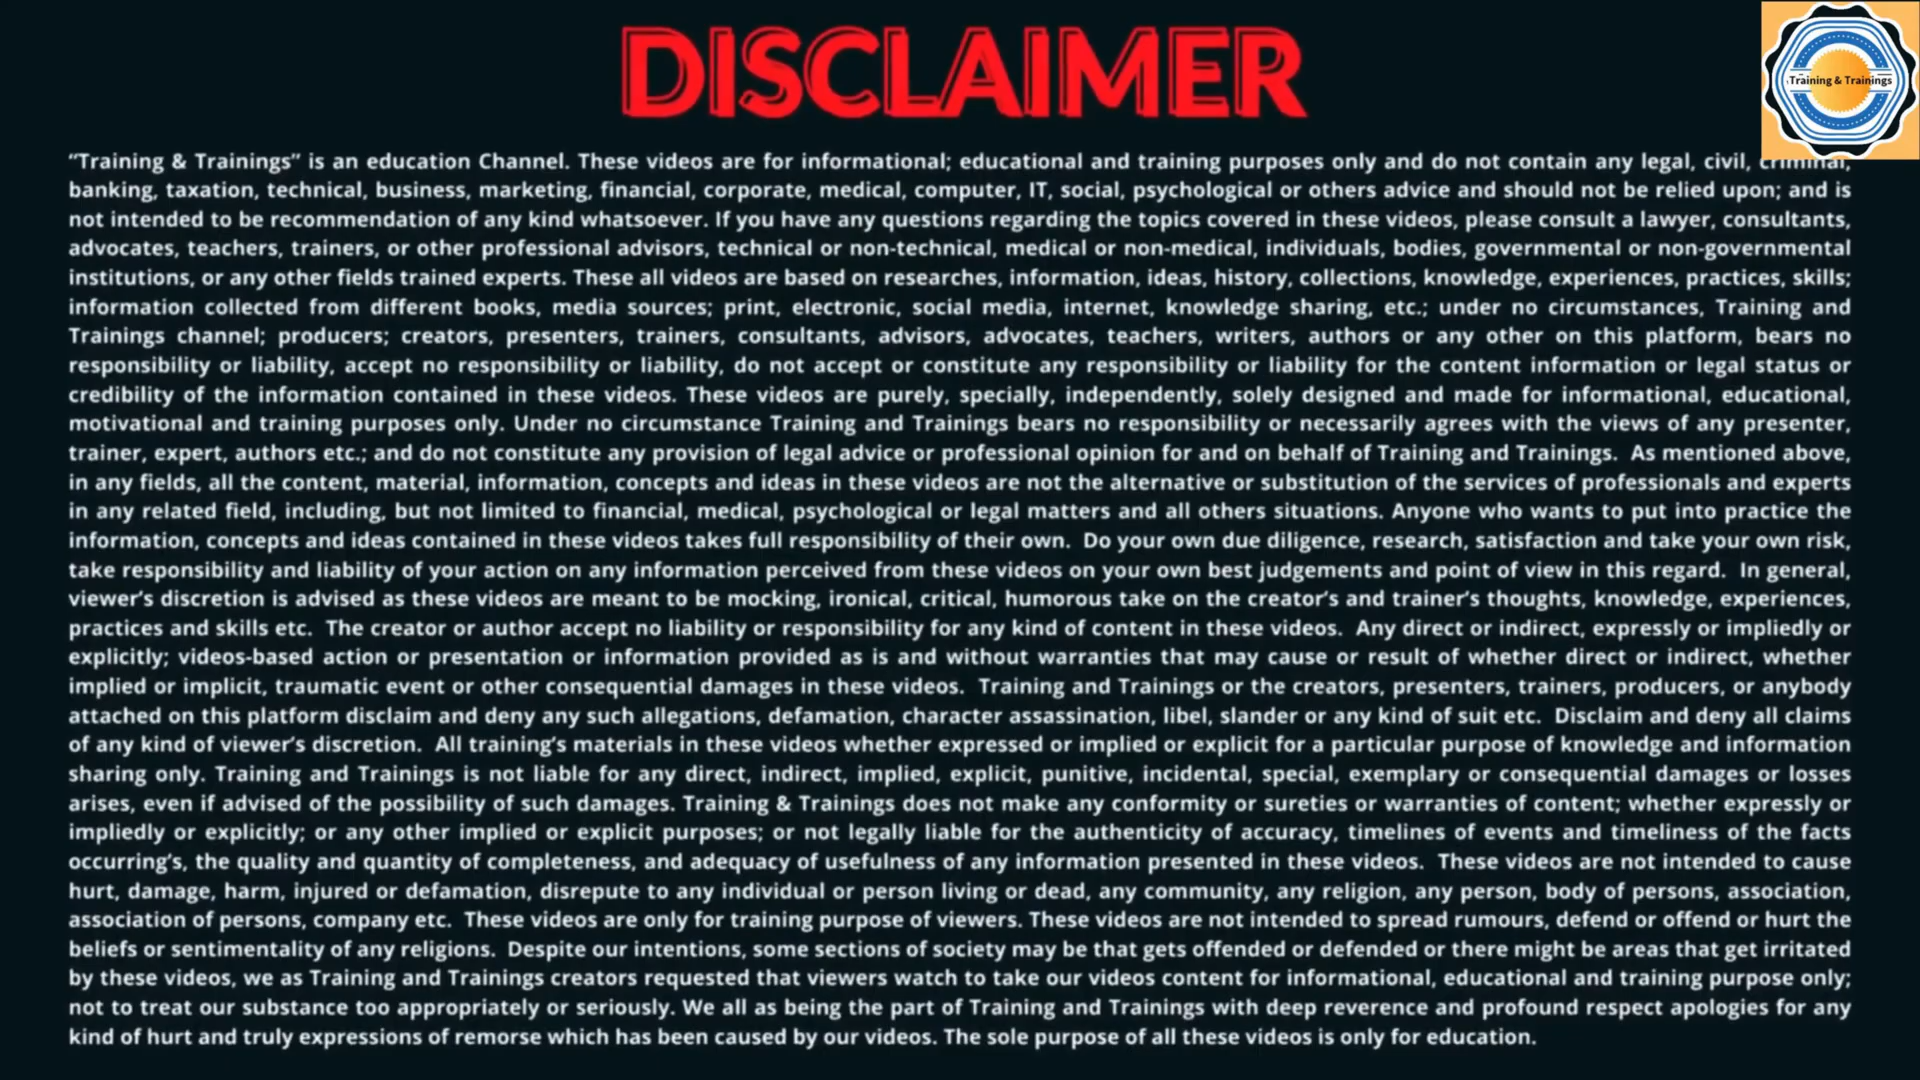 DISCLAIMER
Training & Trainings
“Training & Trainings” is an education Channel. These videos are for informational; educational and training purposes only and do not contain any legal, civil, criminal,
banking, taxation, technical, business, marketing, financial, corporate, medical, computer, IT, social, psychological or others advice and should not be relied upon; and is
not intended to be recommendation of any kind whatsoever. If you have any questions regarding the topics covered in these videos, please consult a lawyer, consultants,
advocates, teachers, trainers, or other professional advisors, technical or non-technical, medical or non-medical, individuals, bodies, governmental or non-governmental
institutions, or any other fields trained experts. These all videos are based on researches, information, ideas, history, collections, knowledge, experiences, practices, skills;
information collected from different books, media sources; print, electronic, social media, internet, knowledge sharing, etc.; under no circumstances, Training and
Trainings channel; producers; creators, presenters, trainers, consultants, advisors, advocates, teachers, writers, authors or any other on this platform, bears no
responsibility or liability, accept no responsibility or liability, do not accept or constitute any responsibility or liability for the content information or legal status or
credibility of the information contained in these videos. These videos are purely, specially, independently, solely designed and made for informational, educational,
motivational and training purposes only. Under no circumstance Training and Trainings bears no responsibility or necessarily agrees with the views of any presenter,
trainer, expert, authors etc.; and do not constitute any provision of legal advice or professional opinion for and on behalf of Training and Trainings. As mentioned above,
in any fields, all the content, material, information, concepts and ideas in these videos are not the alternative or substitution of the services of professionals and experts
in any related field, including, but not limited to financial, medical, psychological or legal matters and all others situations. Anyone who wants to put into practice the
information, concepts and ideas contained in these videos takes full responsibility of their own. Do your own due diligence, research, satisfaction and take your own risk,
take responsibility and liability of your action on any information perceived from these videos on your own best judgements and point of view in this regard. In general,
viewer’s discretion is advised as these videos are meant to be mocking, ironical, critical, humorous take on the creator’s and trainer’s thoughts, knowledge, experiences,
practices and skills etc. The creator or author accept no liability or responsibility for any kind of content in these videos. Any direct or indirect, expressly or impliedly or
explicitly; videos-based action or presentation or information provided as is and without warranties that may cause or result of whether direct or indirect, whether
implied or implicit, traumatic event or other consequential damages in these videos. Training and Trainings or the creators, presenters, trainers, producers, or anybody
attached on this platform disclaim and deny any such allegations, defamation, character assassination, libel, slander or any kind of suit etc. Disclaim and deny all claims
of any kind of viewer’s discretion. All training’s materials in these videos whether expressed or implied or explicit for a particular purpose of knowledge and information
sharing only. Training and Trainings is not liable for any direct, indirect, implied, explicit, punitive, incidental, special, exemplary or consequential damages or losses
arises, even if advised of the possibility of such damages. Training & Trainings does not make any conformity or sureties or warranties of content; whether expressly or
impliedly or explicitly; or any other implied or explicit purposes; or not legally liable for the authenticity of accuracy, timelines of events and timeliness of the facts
occurring’s, the quality and quantity of completeness, and adequacy of usefulness of any information presented in these videos. These videos are not intended to cause
hurt, damage, harm, injured or defamation, disrepute to any individual or person living or dead, any community, any religion, any person, body of persons, association,
association of persons, company etc. These videos are only for training purpose of viewers. These videos are not intended to spread rumours, defend or offend or hurt the
beliefs or sentimentality of any religions. Despite our intentions, some sections of society may be that gets offended or defended or there might be areas that get irritated
by these videos, we as Training and Trainings creators requested that viewers watch to take our videos content for informational, educational and training purpose only;
not to treat our substance too appropriately or seriously. We all as being the part of Training and Trainings with deep reverence and profound respect apologies for any
kind of hurt and truly expressions of remorse which has been caused by our videos. The sole purpose of all these videos is only for education.